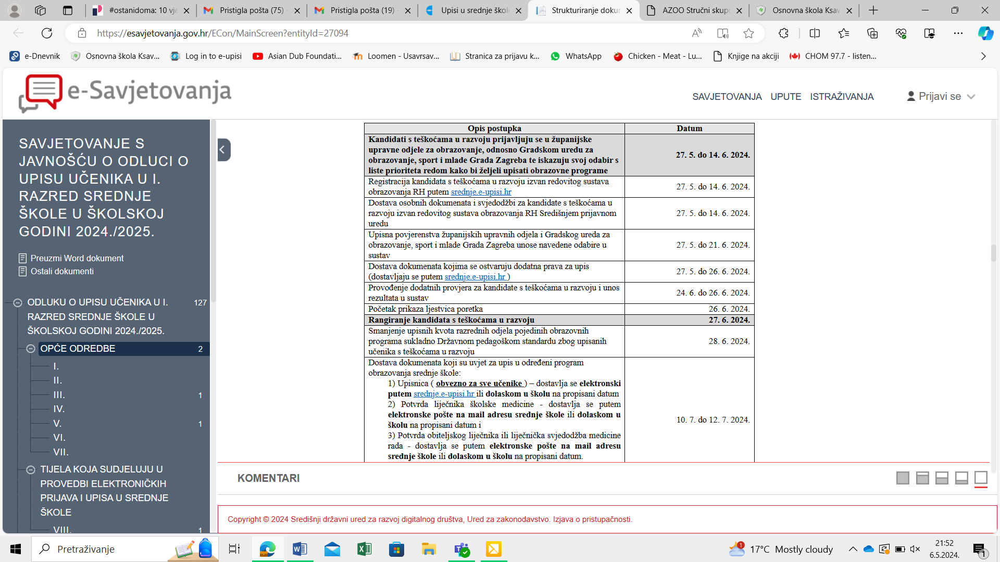 #ostanidoma: 10 vje
Pristigla pošta (75) -
Pristigla pošta (19) -
Upisi u srednje škole
Strukturiranje doku
AZOO Stručni skup
Osnovna škola Ksav
https://esavjetovanja.gov.hr/ECon/MainScreen?entityId=27094
e-Dnevnik
Osnovna škola Ksav...
Log in to e-upisi
Asian Dub Foundati...
Loomen - Usavrsav...
Stranica za prijavu k...
WhatsApp
Chicken - Meat - Lu...
Knjige na akciji
CHOM 97.7 - listen...
e-Savjetovanja
SAVJETOVANJA UPUTE ISTRAŽIVANJA
Prijavi se
SAVJETOVANJE S
JAVNOŠĆU O ODLUCI O
UPISU UČENIKA U I.
RAZRED SREDNJE
ŠKOLE U ŠKOLSKOJ
GODINI 2024./2025.
Preuzmi Word dokument
Ostali dokumenti
ODLUKU O UPISU UČENIKA U I. 127
RAZRED SREDNJE ŠKOLE U
ŠKOLSKOJ GODINI 2024./2025.
OPĆE ODREDBE 2
I.
II.
III. 1
IV.
V. 1
VI.
VII.
TIJELA KOJA SUDJELUJU U
PROVEDBI ELEKTRONIČKIH
PRIJAVA I UPISA U SREDNJE
ŠKOLE
VIII. 1
Opis postupka Datum
Kandidati s teškoćama u razvoju prijavljuju se u županijske
upravne odjele za obrazovanje, odnosno Gradskom uredu za
obrazovanje, sport i mlade Grada Zagreba te iskazuju svoj odabir s
liste prioriteta redom kako bi željeli upisati obrazovne programe
27. 5. do 14. 6. 2024.
Registracija kandidata s teškoćama u razvoju izvan redovitog sustava
obrazovanja RH putem srednje.e-upisi.hr
27. 5. do 14. 6. 2024.
Dostava osobnih dokumenata i svjedodžbi za kandidate s teškoćama u
razvoju izvan redovitog sustava obrazovanja RH Središnjem prijavnom
uredu
27. 5. do 14. 6. 2024.
Upisna povjerenstva županijskih upravnih odjela i Gradskog ureda za
obrazovanje, sport i mlade Grada Zagreba unose navedene odabire u
sustav
27. 5. do 21. 6. 2024.
Dostava dokumenata kojima se ostvaruju dodatna prava za upis
(dostavljaju se putem srednje.e-upisi.hr )
27. 5. do 26. 6. 2024.
Provođenje dodatnih provjera za kandidate s teškoćama u razvoju i unos
rezultata u sustav
24. 6. do 26. 6. 2024.
Početak prikaza ljestvica poretka 26. 6. 2024.
Rangiranje kandidata s teškoćama u razvoju 27. 6. 2024.
Smanjenje upisnih kvota razrednih odjela pojedinih obrazovnih
programa sukladno Državnom pedagoškom standardu zbog upisanih
učenika s teškoćama u razvoju
28. 6. 2024.
Dostava dokumenata koji su uvjet za upis u određeni program
obrazovanja srednje škole:
1) Upisnica ( obvezno za sve učenike ) – dostavlja se elektronski
putem srednje.e-upisi.hr ili dolaskom u školu na propisani datum
2) Potvrda liječnika školske medicine - dostavlja se putem
elektronske pošte na mail adresu srednje škole ili dolaskom u
školu na propisani datum i
3) Potvrda obiteljskog liječnika ili liječnička svjedodžba medicine
rada - dostavlja se putem elektronske pošte na mail adresu
srednje škole ili dolaskom u školu na propisani datum.
10. 7. do 12. 7. 2024.
KOMENTARI
Copyright © 2024 Središnji državni ured za razvoj digitalnog društva, Ured za zakonodavstvo. Izjava o pristupačnosti.
Pretraživanje
1
17°C Mostly cloudy
21:52
6.5.2024.
1